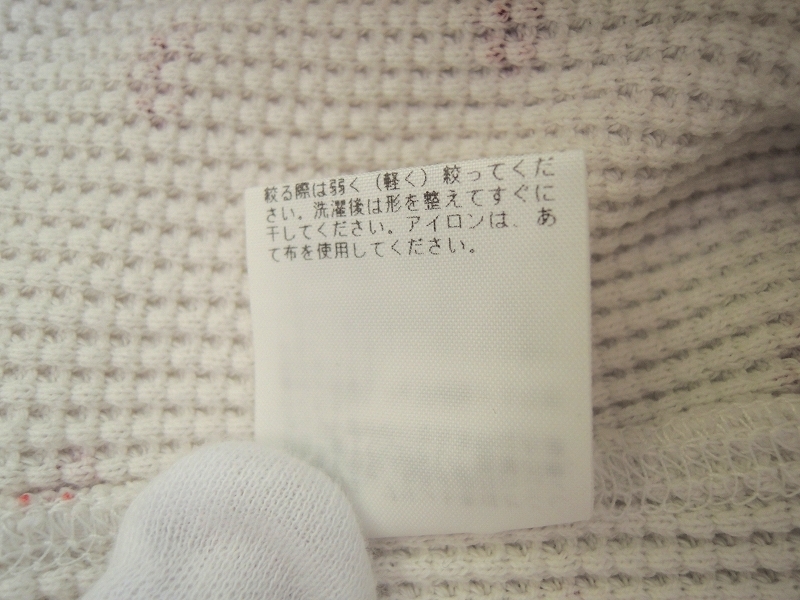 絞る際は弱く（軽く）絞ってくだ
さい。洗濯後は形を整えてすぐに
干してください。アイロンは、あ
て布を使用してください。